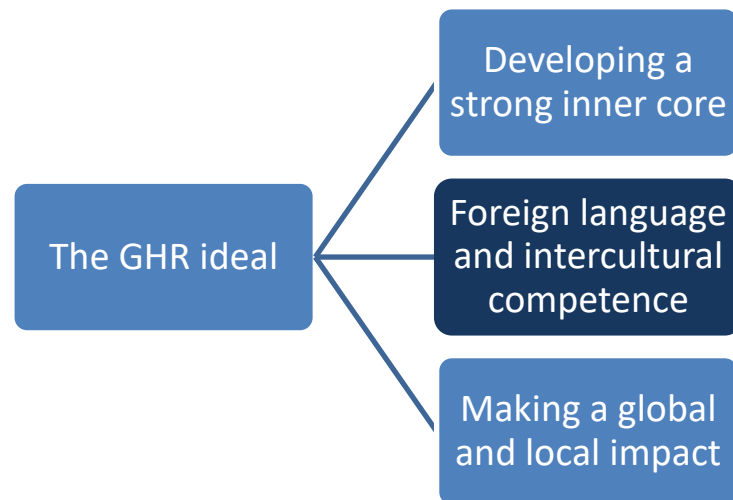 Developing a
strong inner core
The GHR ideal
Foreign language
and intercultural
competence
Making a global
and local impact